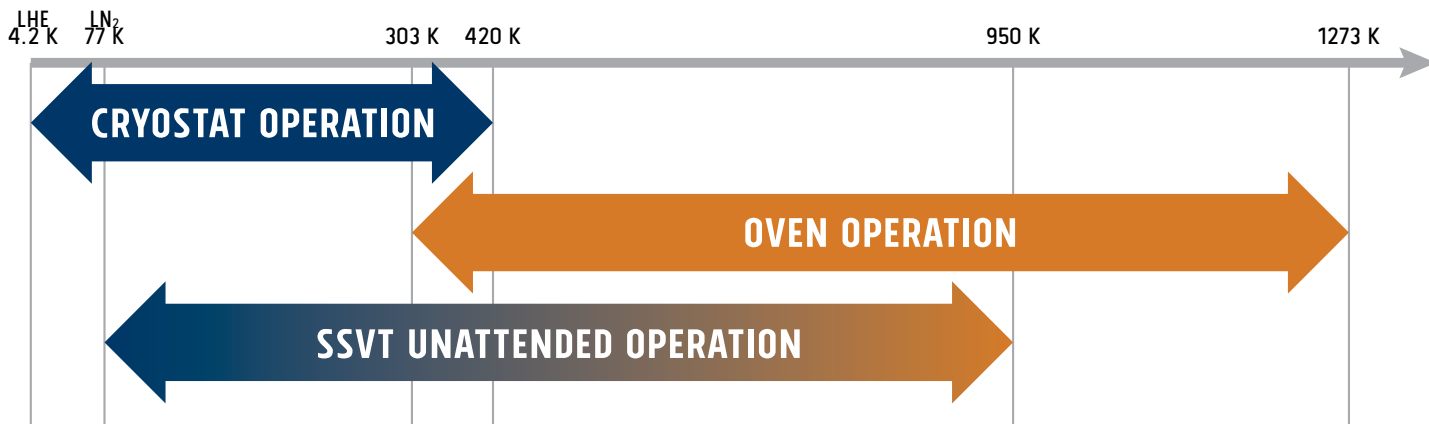 LHE LN₂
4.2 K 77 K 303 K 420 K 950 K 1273 K
CRYOSTAT OPERATION
OVEN OPERATION
SSVT UNATTENDED OPERATION